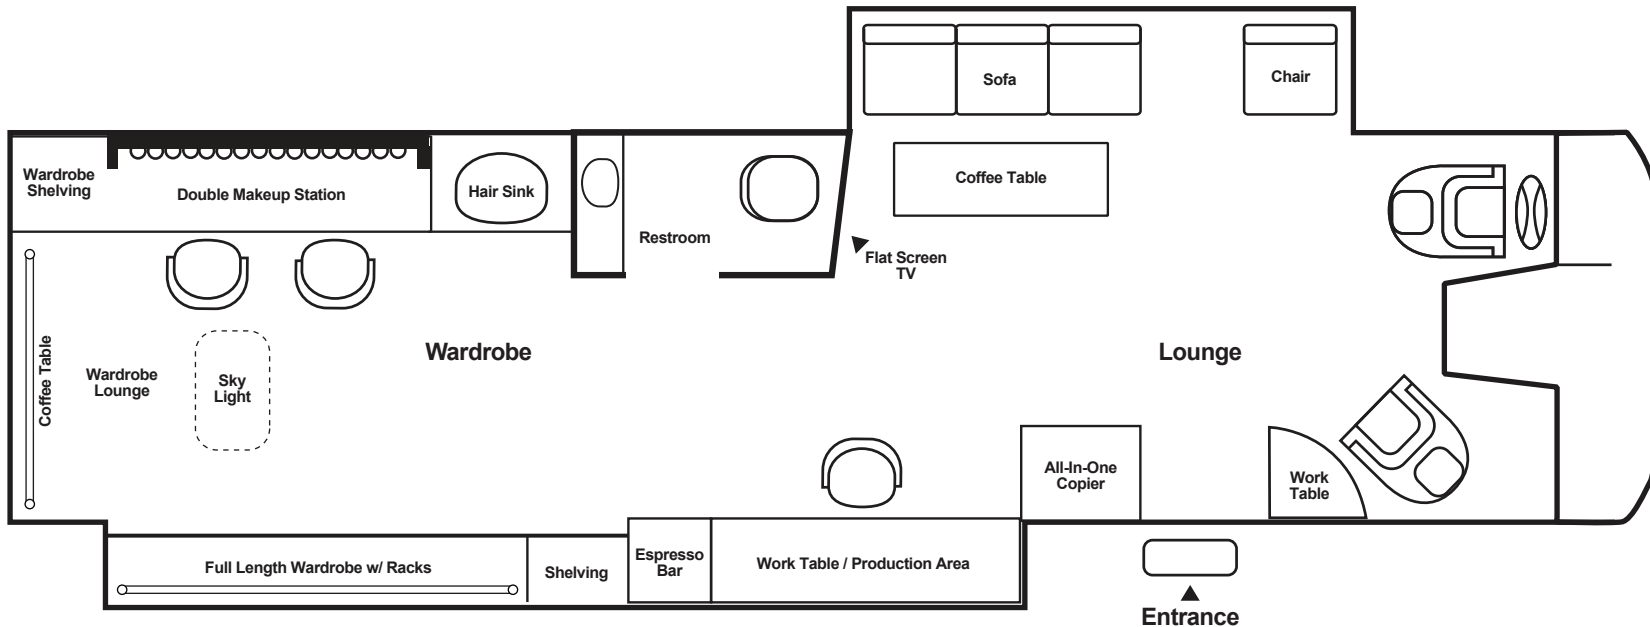 Sofa
Chair
Wardrobe
Shelving
Double Makeup Station
Hair Sink
Restroom
Coffee Table
Flat Screen
TV
Coffee Table
Wardrobe
Lounge
Sky
Light
Wardrobe
Lounge
All-In-One
Copier
Work
Table
Full Length Wardrobe w/ Racks
Shelving
Espresso
Bar
Work Table / Production Area
Entrance